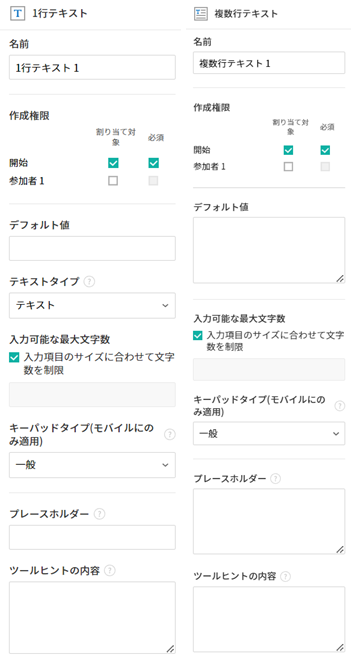 1行テキスト
名前
1行テキスト 1
作成権限
割り当て対
象
必須
開始
参加者 1
デフォルト値
テキストタイプ
テキスト
入力可能な最大文字数
入力項目のサイズに合わせて文字
数を制限
キーパッドタイプ(モバイルにの
み適用)
一般
プレースホルダー
ツールヒントの内容
複数行テキスト
名前
複数行テキスト 1
作成権限
割り当て対
象
必須
開始
参加者 1
デフォルト値
入力可能な最大文字数
入力項目のサイズに合わせて文字
数を制限
キーパッドタイプ(モバイルにの
み適用)
一般
プレースホルダー
ツールヒントの内容